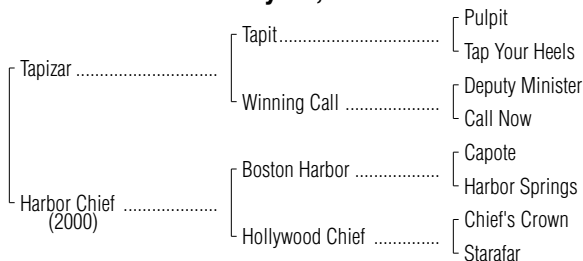 Pulpit
Tapit
Tap Your Heels
Tapizar
Deputy Minister
Winning Call
Call Now
Capote
Boston Harbor
Harbor Springs
Harbor Chief
(2000)
Chief's Crown
Hollywood Chief
Starafar